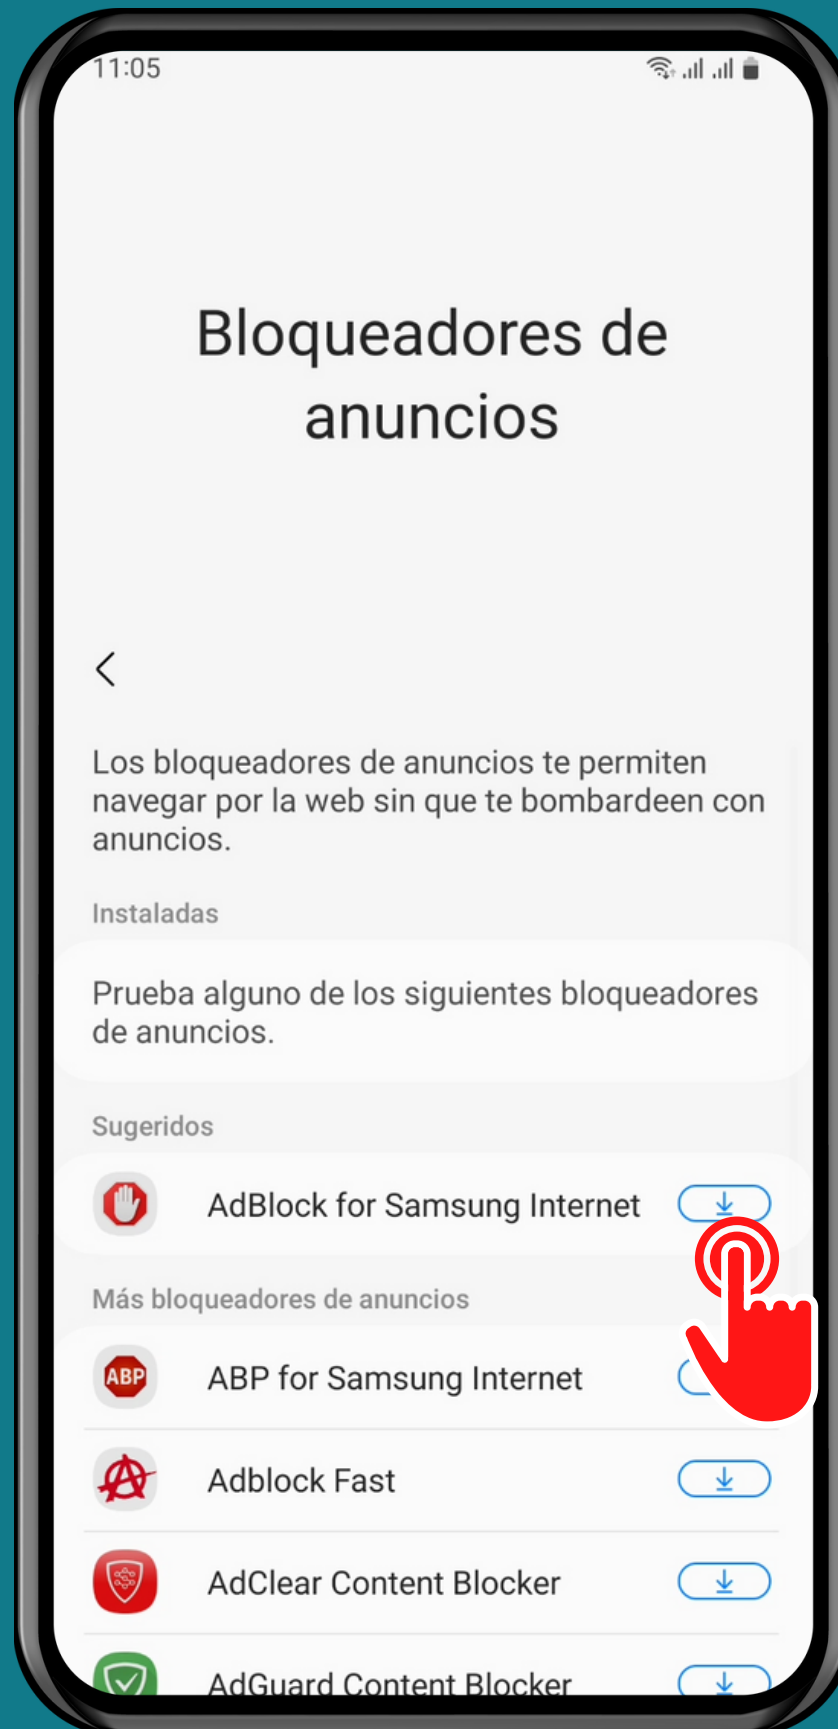 11:05
Bloqueadores de
anuncios
Los bloqueadores de anuncios te permiten
navegar por la web sin que te bombardeen con
anuncios.
Instaladas
Prueba alguno de los siguientes bloqueadores
de anuncios.
Sugeridos
AdBlock for Samsung Internet
Más bloqueadores de anuncios
ABP
ABP for Samsung Internet
Adblock Fast
AdClear Content Blocker
AdGuard Content Blocker